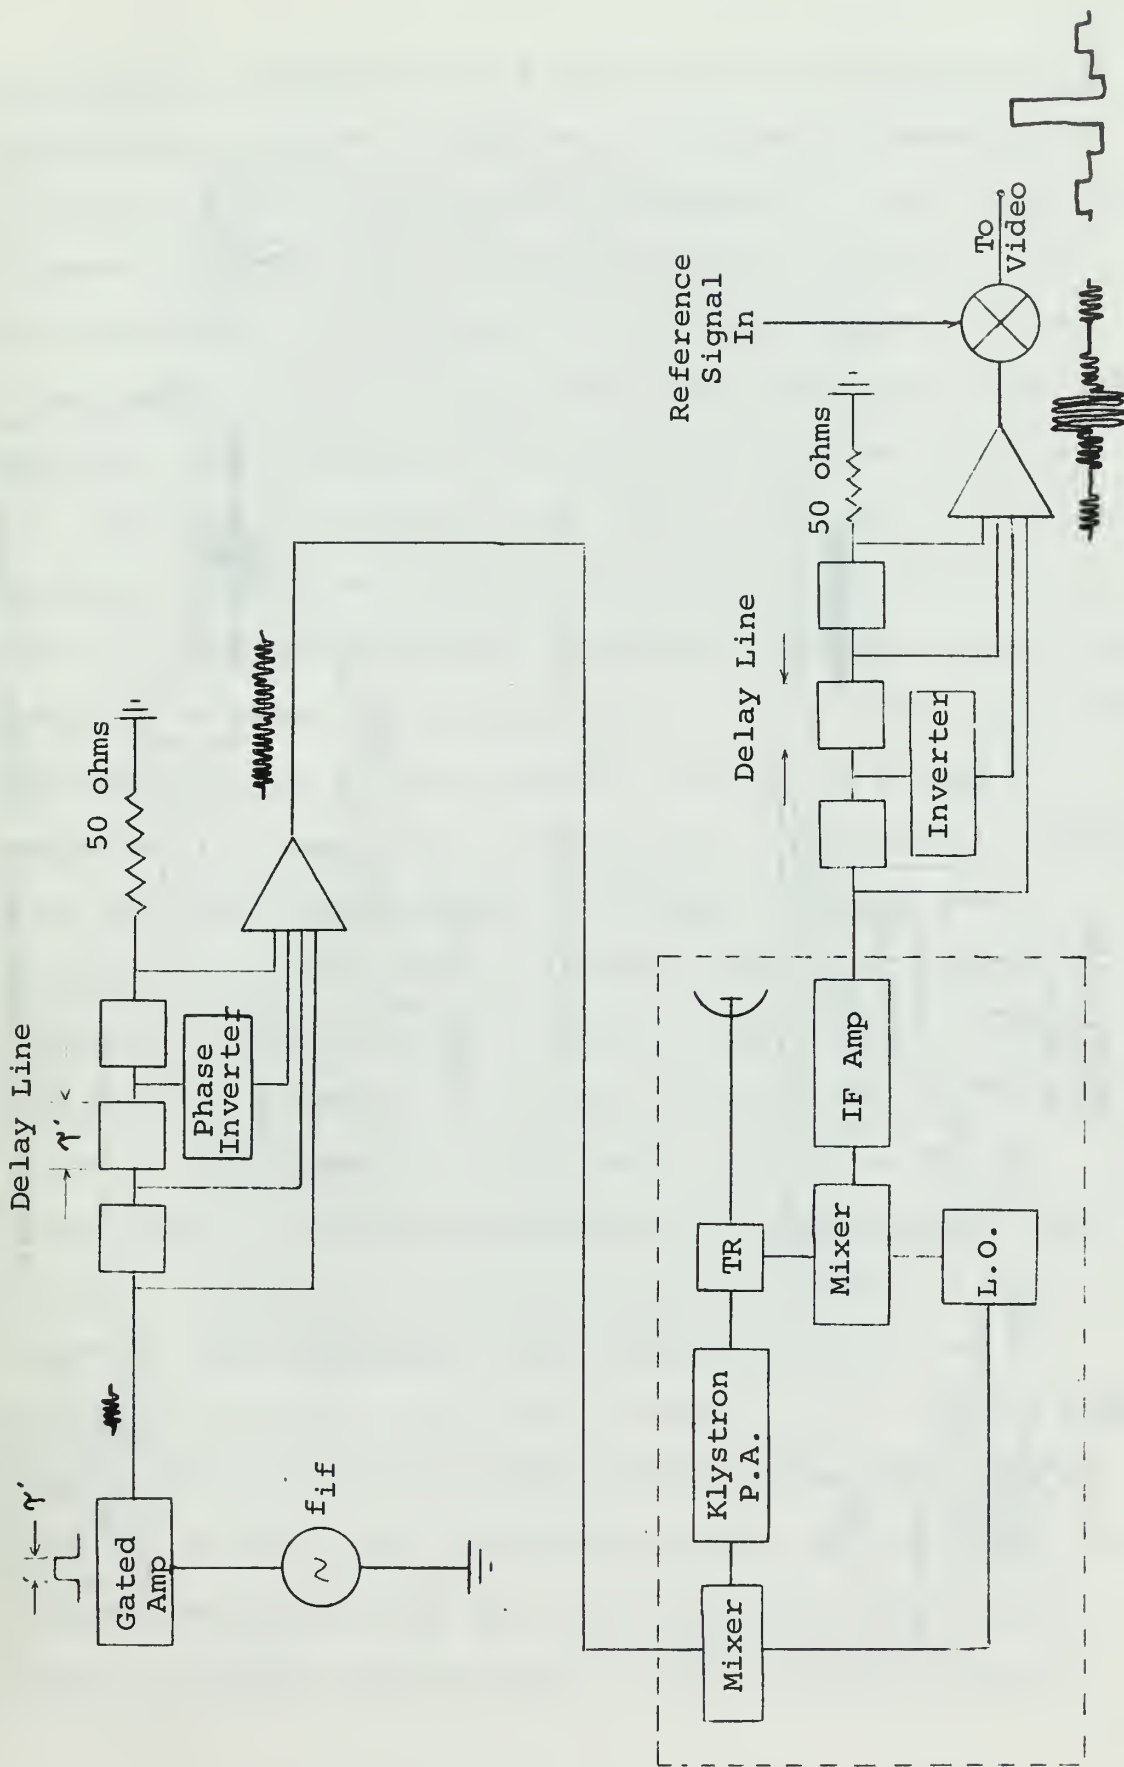 Delay Line
τ'
50 ohms
τ'
Gated
Amp
f_if
Phase
Inverter
Reference
Signal
In
Delay Line
50 ohms
To
Video
Inverter
Mixer
Klystron
P.A.
TR
Mixer
IF Amp
L.O.